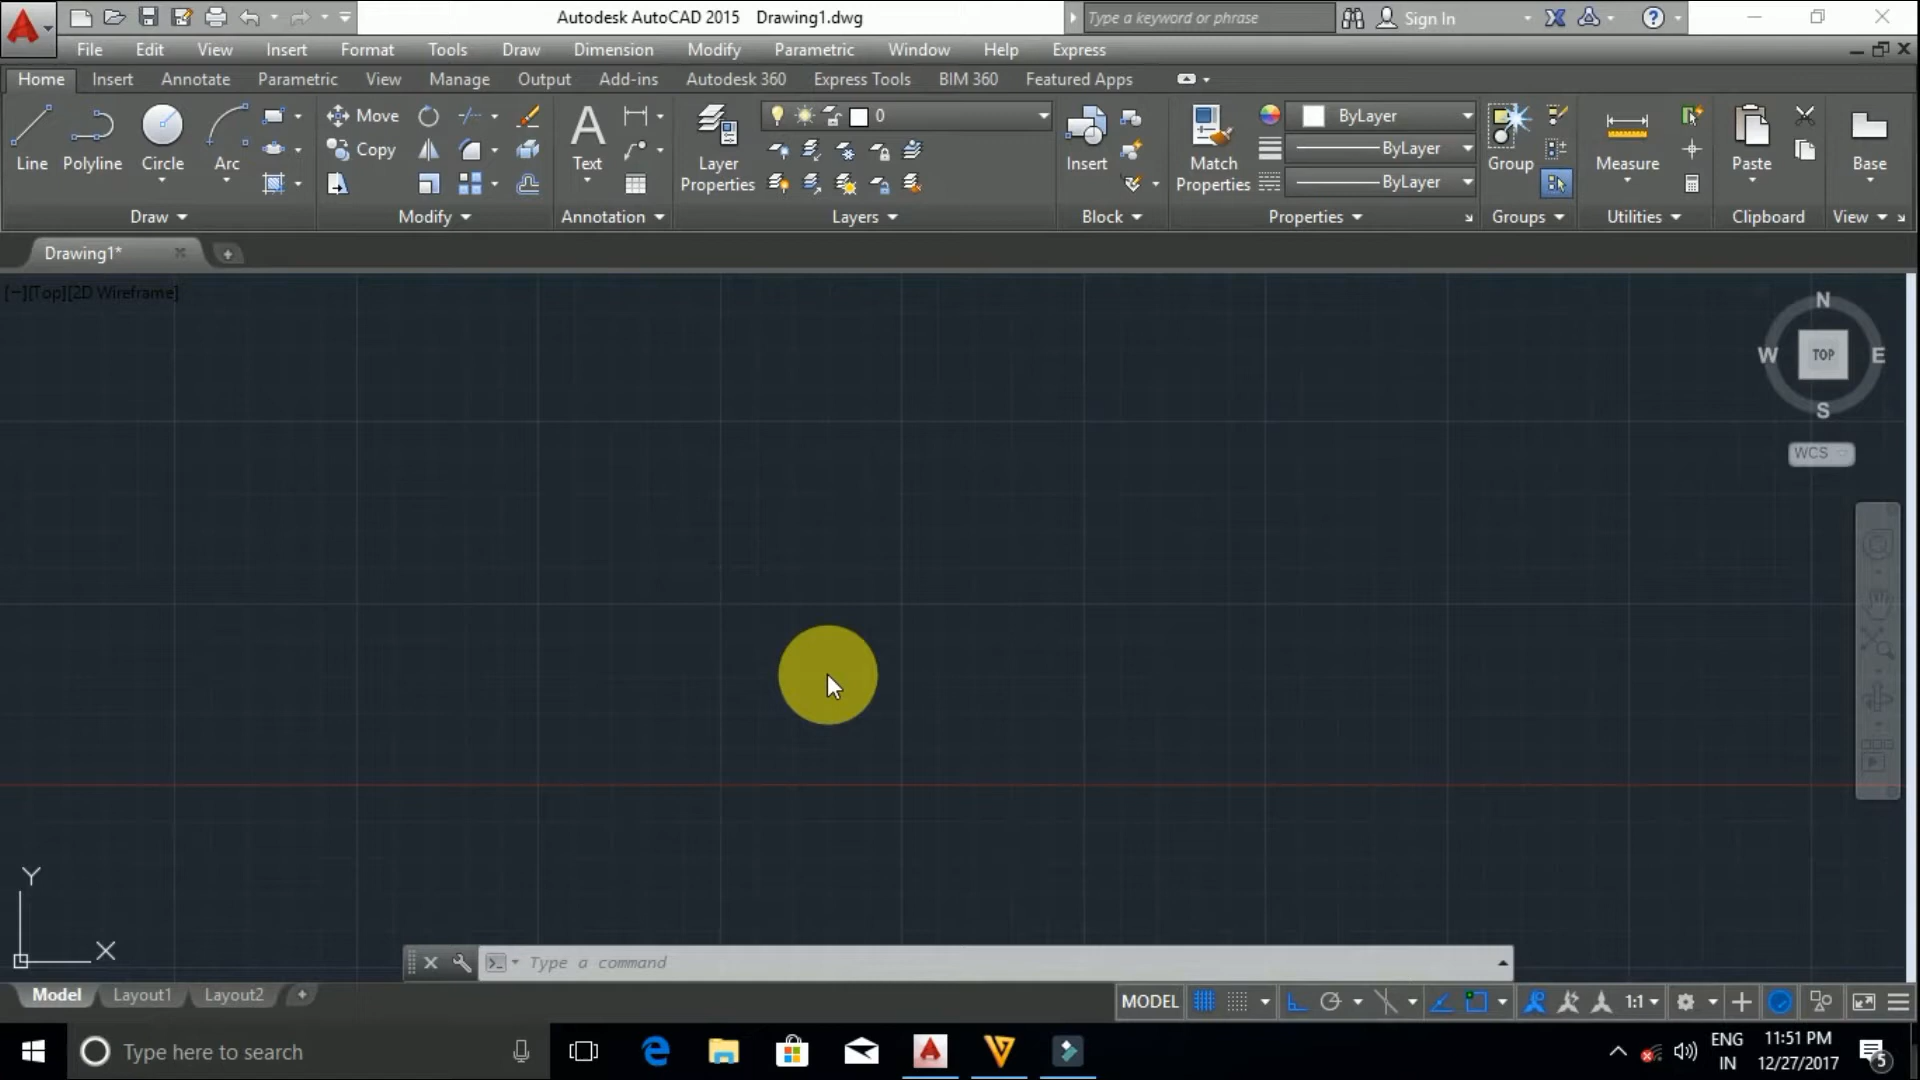 Autodesk AutoCAD 2015 Drawing1.dwg
Type a keyword or phrase
Sign In
File Edit View Insert Format Tools Draw Dimension Modify Parametric Window Help Express
Home Insert Annotate Parametric View Manage Output Add-ins Autodesk 360 Express Tools BIM 360 Featured Apps
Line Polyline Circle Arc
Move
Copy
Text
Layer
Properties
0
Insert
Match
Properties
ByLayer
ByLayer
ByLayer
Group
Measure
Paste
Base
Draw Modify Annotation Layers Block Properties Groups Utilities Clipboard View
Drawing1*
[−][Top][2D Wireframe]
N
W TOP E
S
WCS
Y
X
Type a command
Model Layout1 Layout2
MODEL 1:1
Type here to search
ENG
IN
11:51 PM
12/27/2017
5